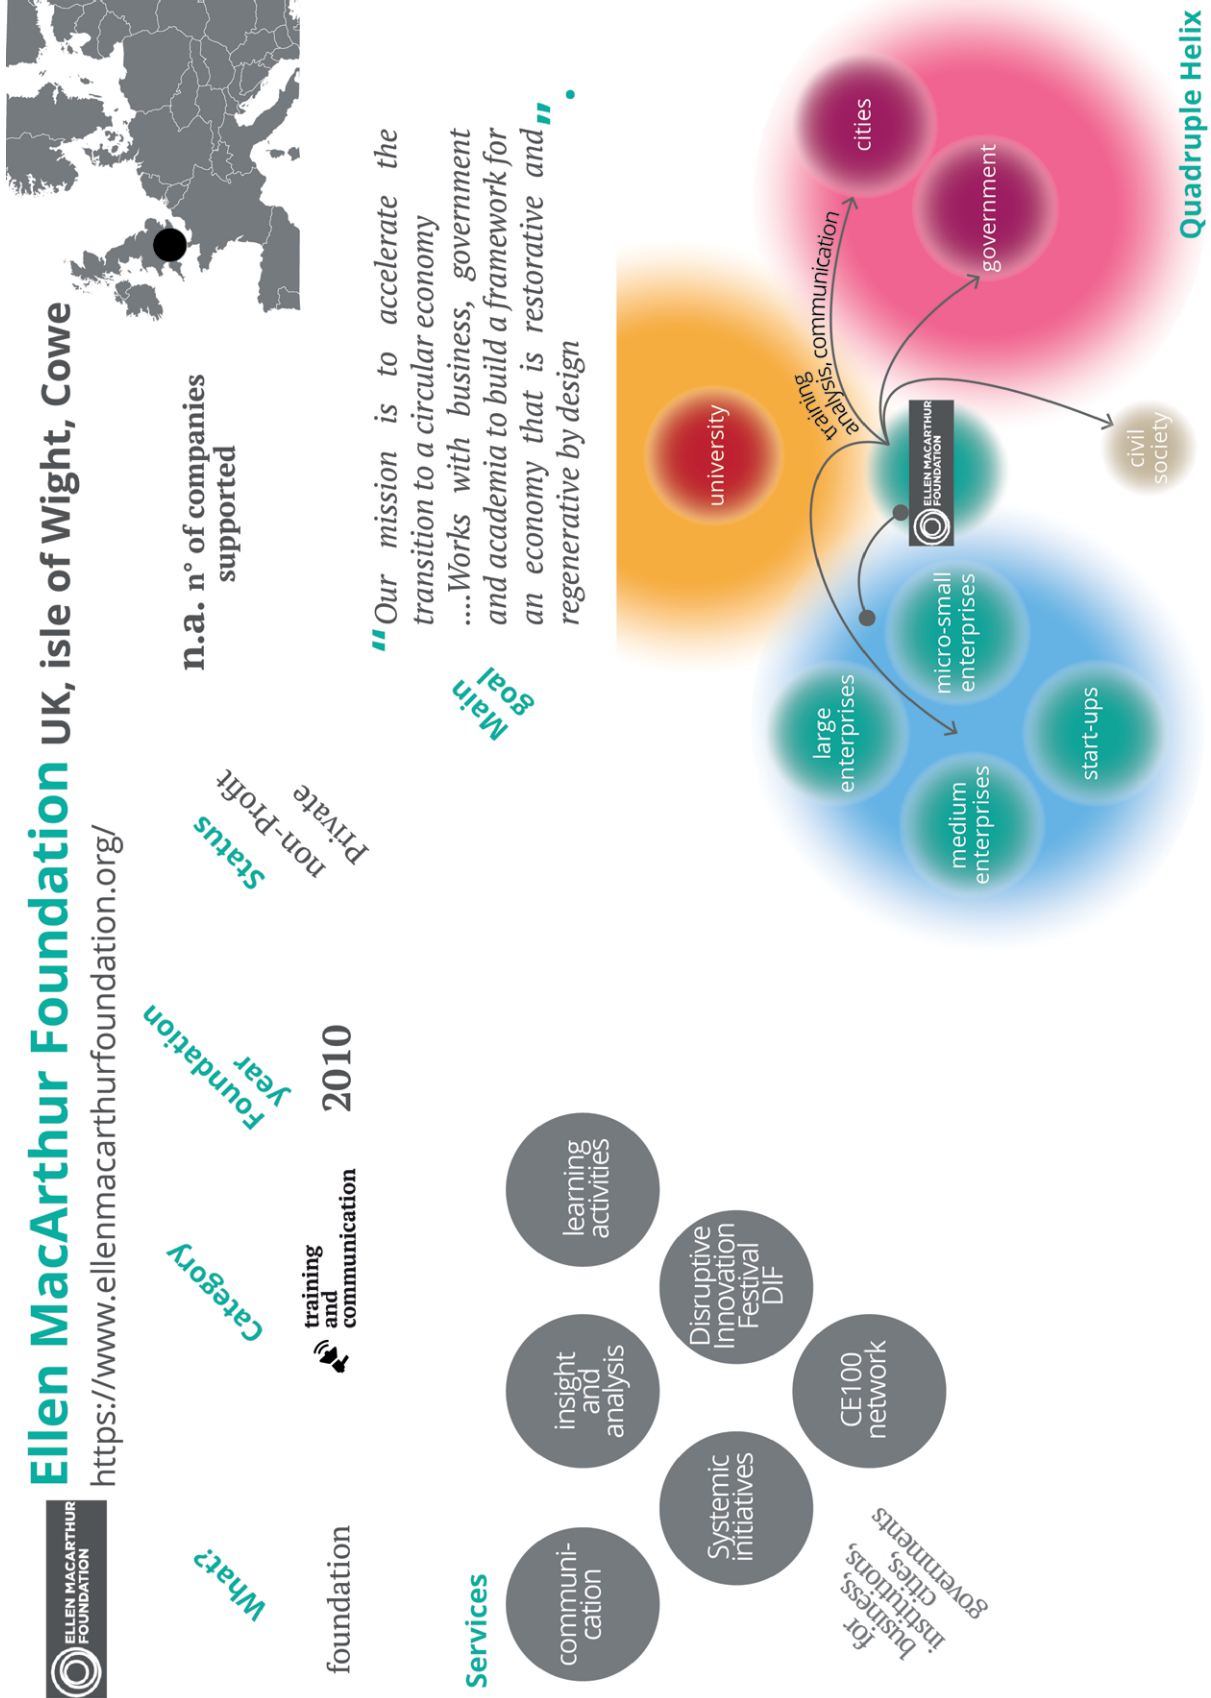 ELLEN MACARTHUR
FOUNDATION
Ellen MacArthur Foundation UK, isle of Wight, Cowe
https://www.ellenmacarthurfoundation.org/
What?
foundation
Category
training
and
communication
Foundation
year
2010
Status
non-Profit
Private
n.a. n° of companies
supported
Main
goal
"Our mission is to accelerate the
transition to a circular economy
....Works with business, government
and academia to build a framework for
an economy that is restorative and
regenerative by design".
Services
communi-
cation
insight
and
analysis
learning
activities
Systemic
initiatives
Disruptive
Innovation
Festival
DIF
CE100
network
for
business,
institutions,
cities,
governments
university
training
analysis, communication
cities
government
large
enterprises
micro-small
enterprises
medium
enterprises
start-ups
ELLEN MACARTHUR
FOUNDATION
civil
society
Quadruple Helix